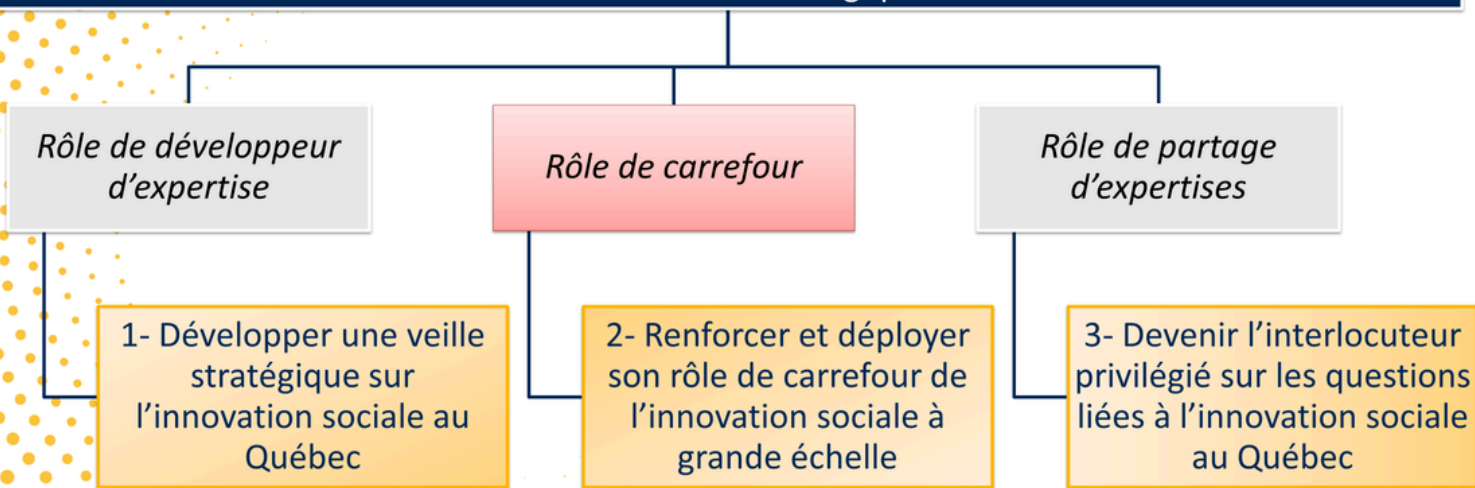 Rôle de développeur
d’expertise
Rôle de carrefour
Rôle de partage
d’expertises
1- Développer une veille
stratégique sur
l’innovation sociale au
Québec
2- Renforcer et déployer
son rôle de carrefour de
l’innovation sociale à
grande échelle
3- Devenir l’interlocuteur
privilégié sur les questions
liées à l’innovation sociale
au Québec